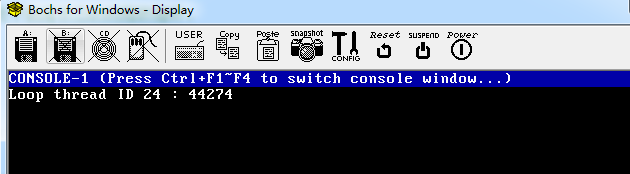 Bochs for Windows - Display
A: B: CD USER Copy Paste snapshot CONFIG Reset SUSPEND Power
CONSOLE-1 (Press Ctrl+F1~F4 to switch console window...)
Loop thread ID 24 : 44274